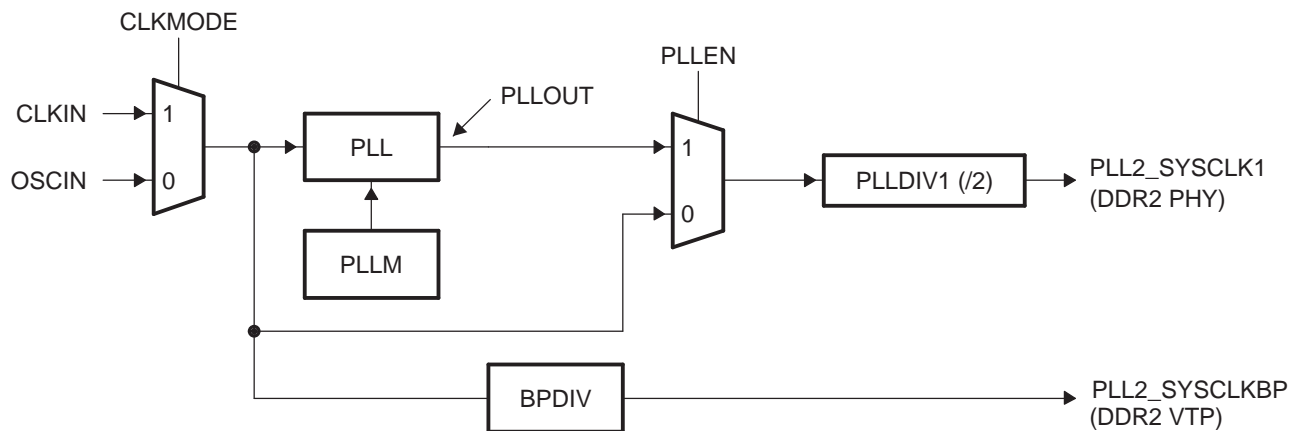 CLKMODE
CLKIN
1
OSCIN
0
PLL
PLLOUT
PLLM
PLLEN
1
0
PLLDIV1 (/2)
PLL2_SYSCLK1
(DDR2 PHY)
BPDIV
PLL2_SYSCLKBP
(DDR2 VTP)